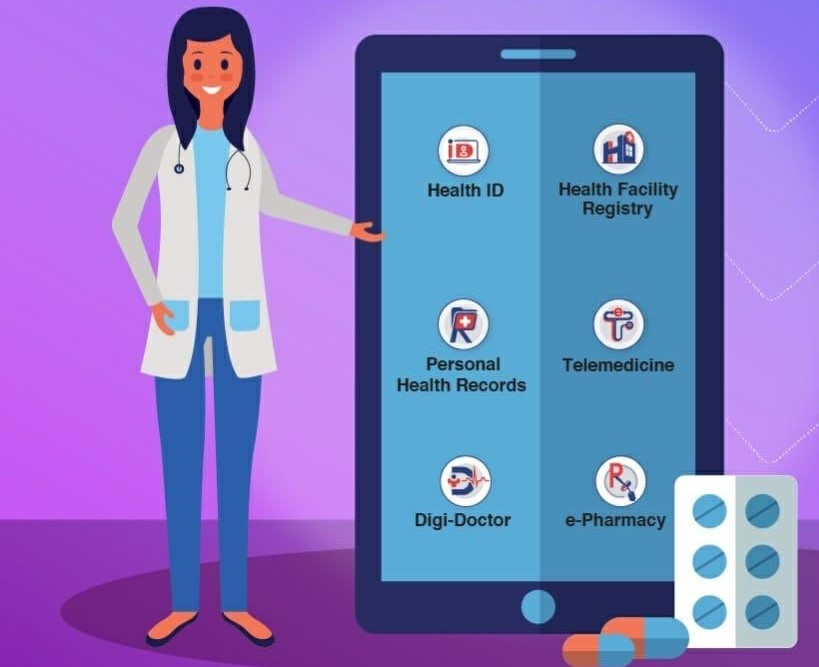 Health ID
Health Facility
Registry
Personal
Health Records
Telemedicine
Digi-Doctor
e-Pharmacy